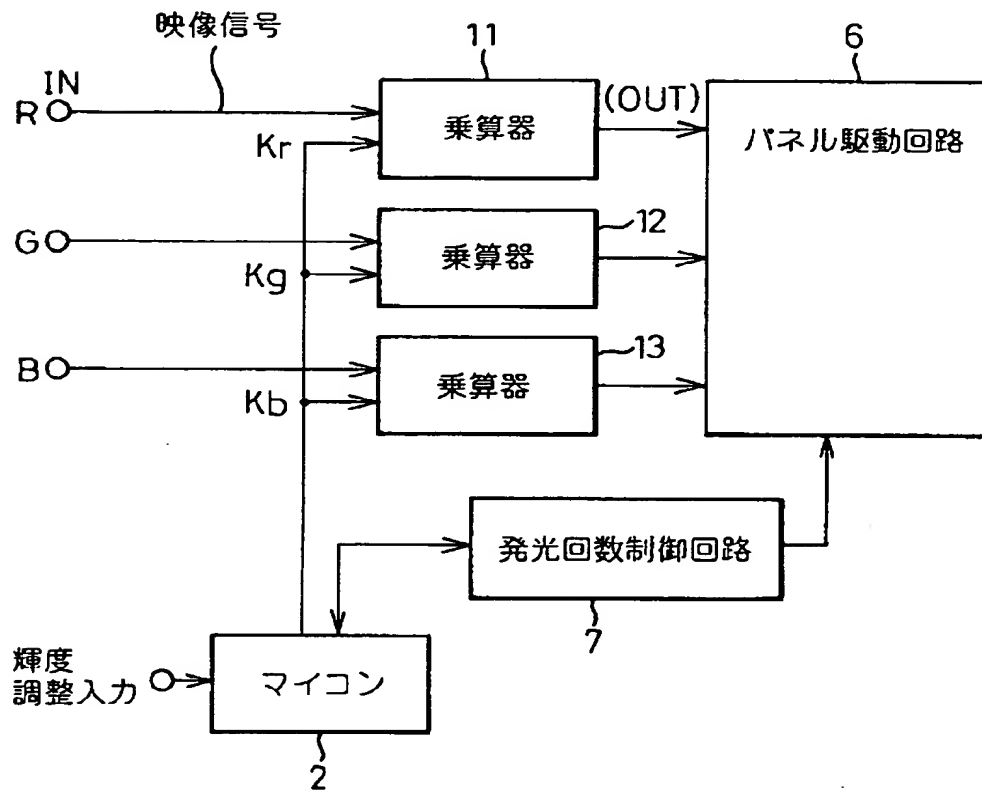 映像信号
11
6
IN
R
乗算器
(OUT)
パネル駆動回路
Kr
12
G
乗算器
Kg
13
B
乗算器
Kb
発光回数制御回路
7
輝度
調整入力
マイコン
2